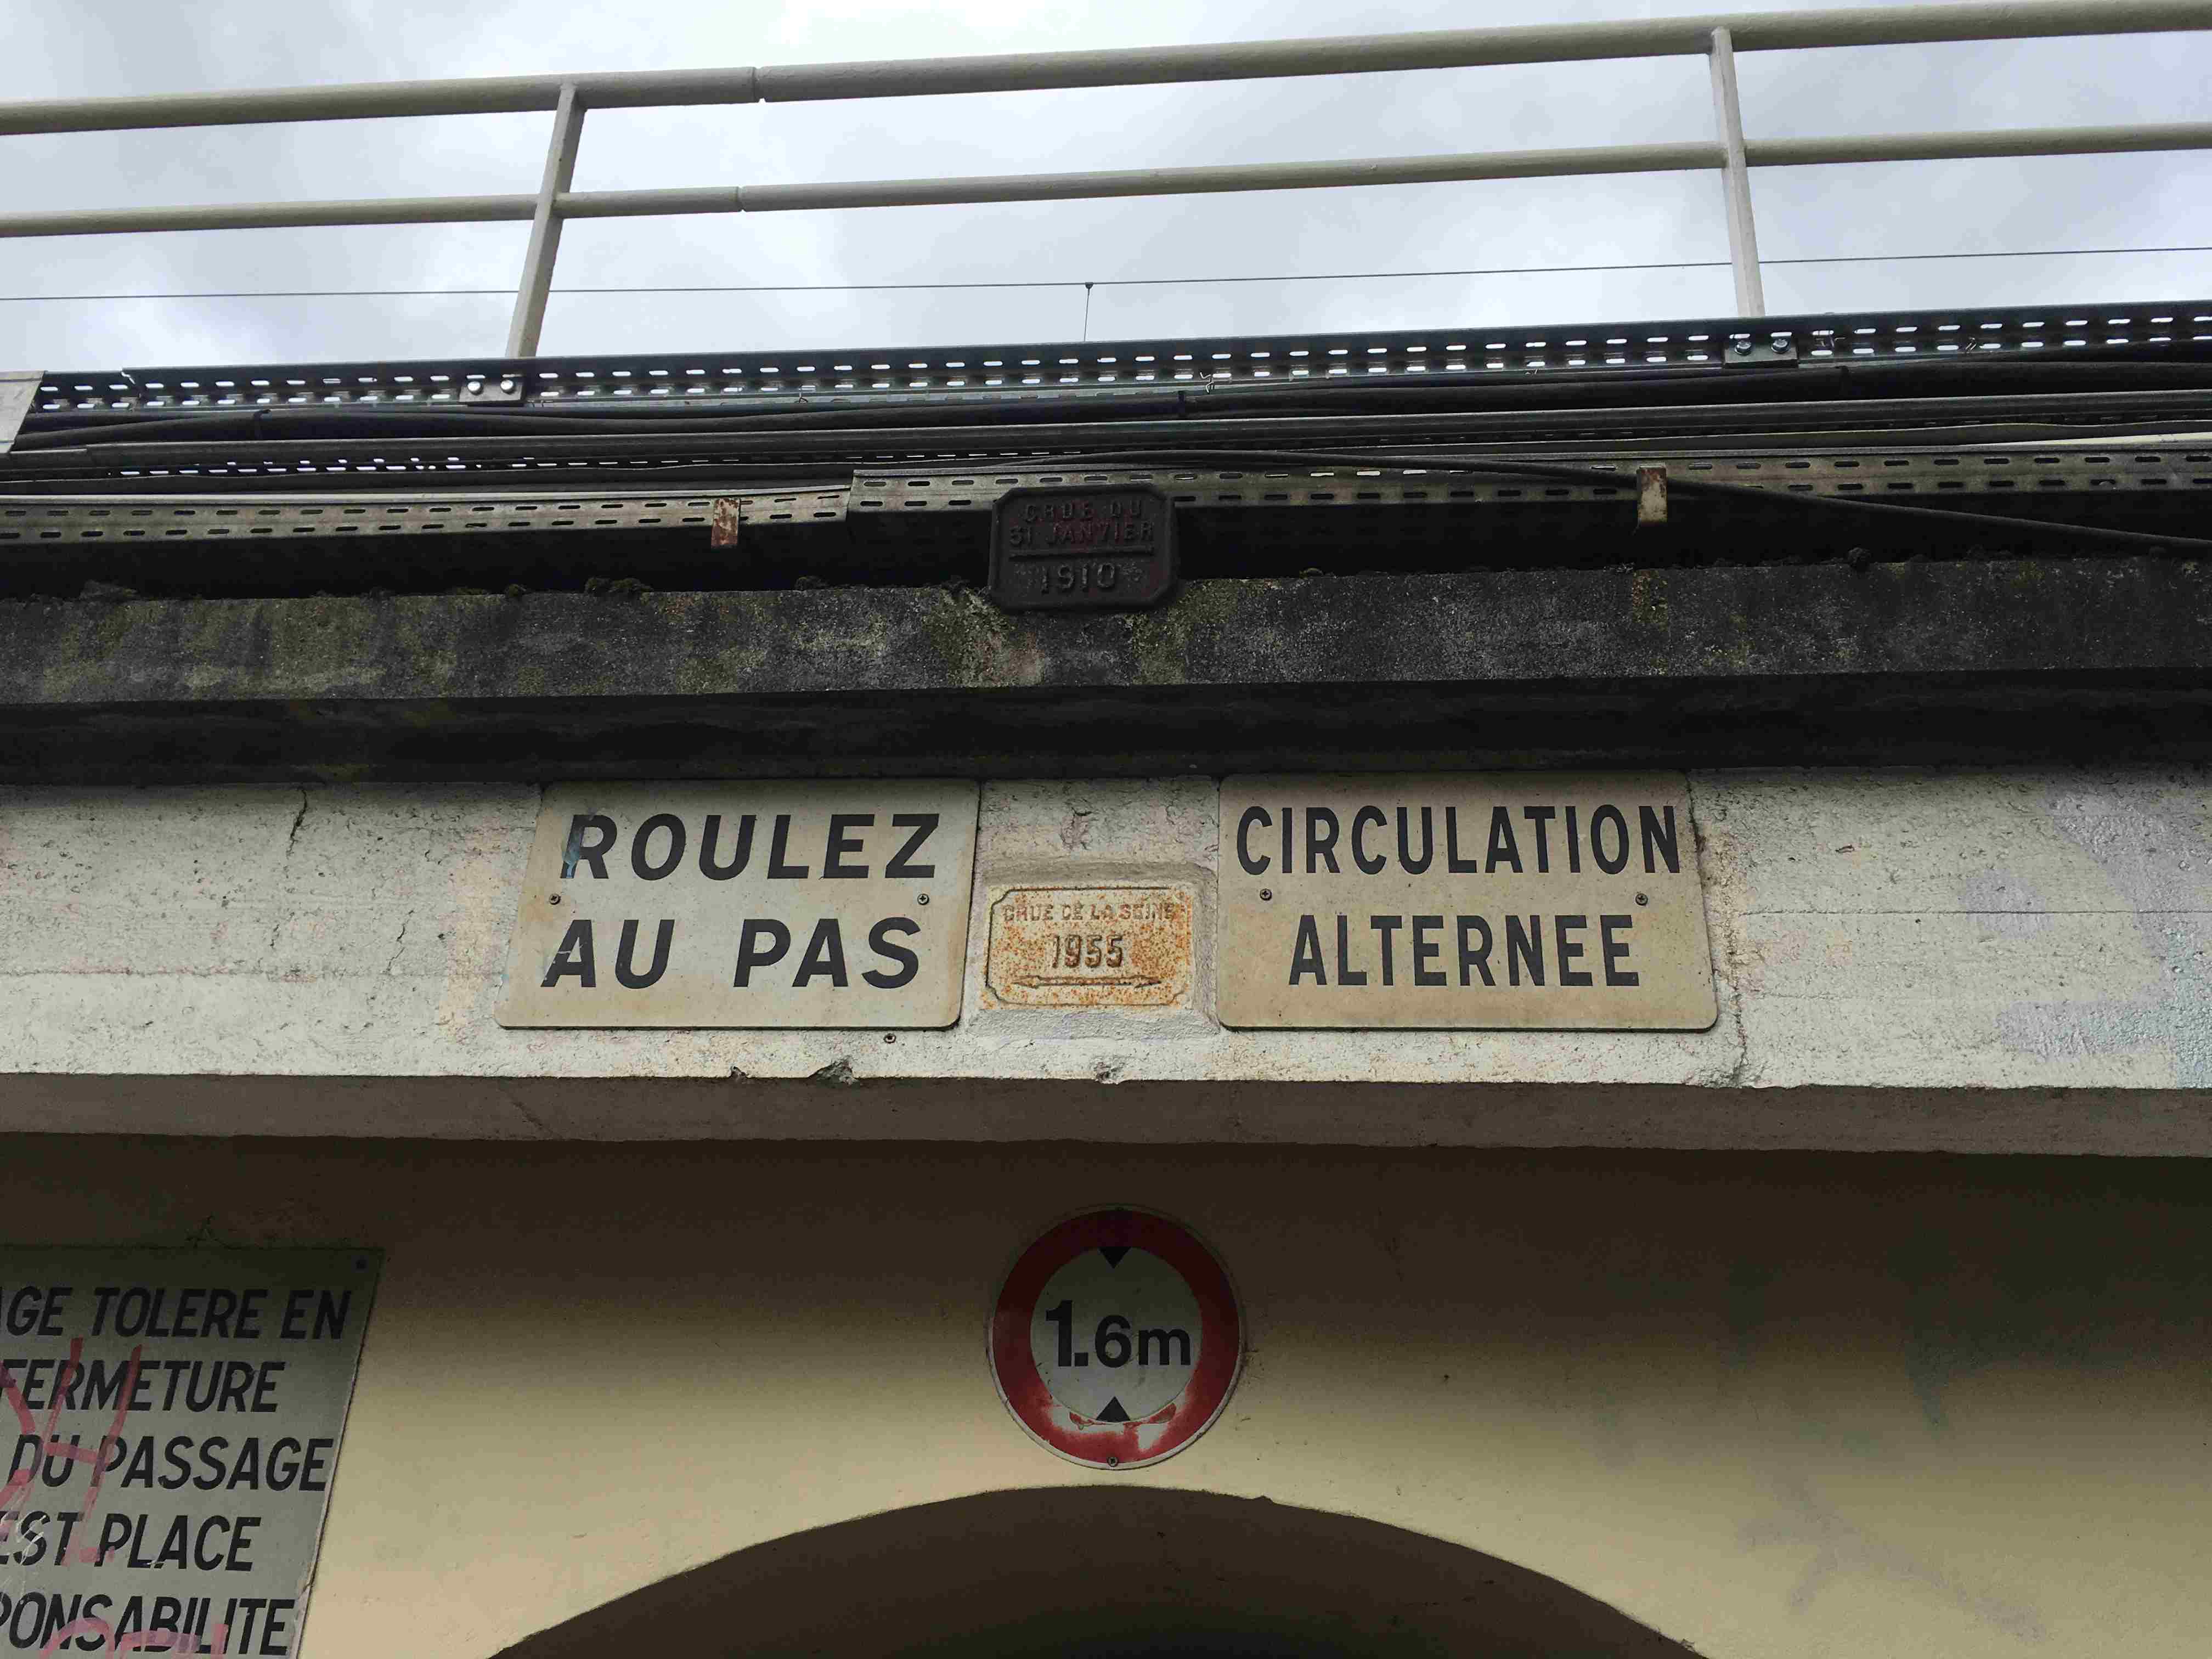 CRUE DU
31 JANVIER
1910
ROULEZ
AU PAS
CRUE DE LA SEINE
1955
CIRCULATION
ALTERNEE
1.6m
AGE TOLERE EN
FERMETURE
DU PASSAGE
EST PLACE
PONSABILITE